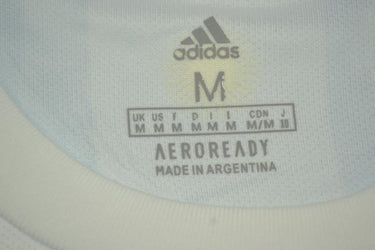 adidas
M
UK US F D I E CDN J
M M M M M M M/M
AEROREADY
MADE IN ARGENTINA